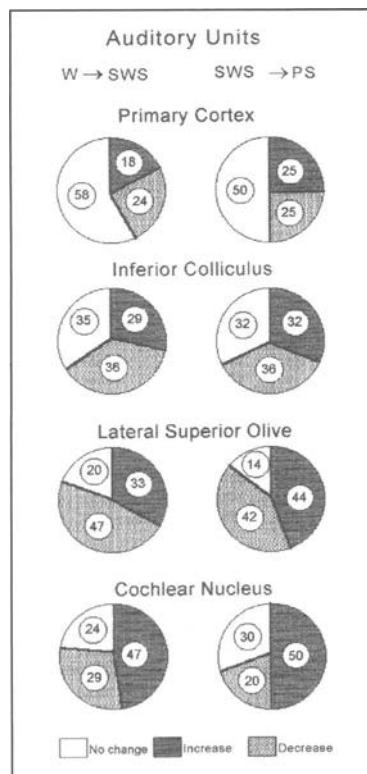 Auditory Units
W → SWS SWS → PS
Primary Cortex
58 18 24 50 25 25
Inferior Colliculus
35 29 36 32 32 36
Lateral Superior Olive
20 33 47 14 44 42
Cochlear Nucleus
24 47 29 30 50 20
No change Increase Decrease